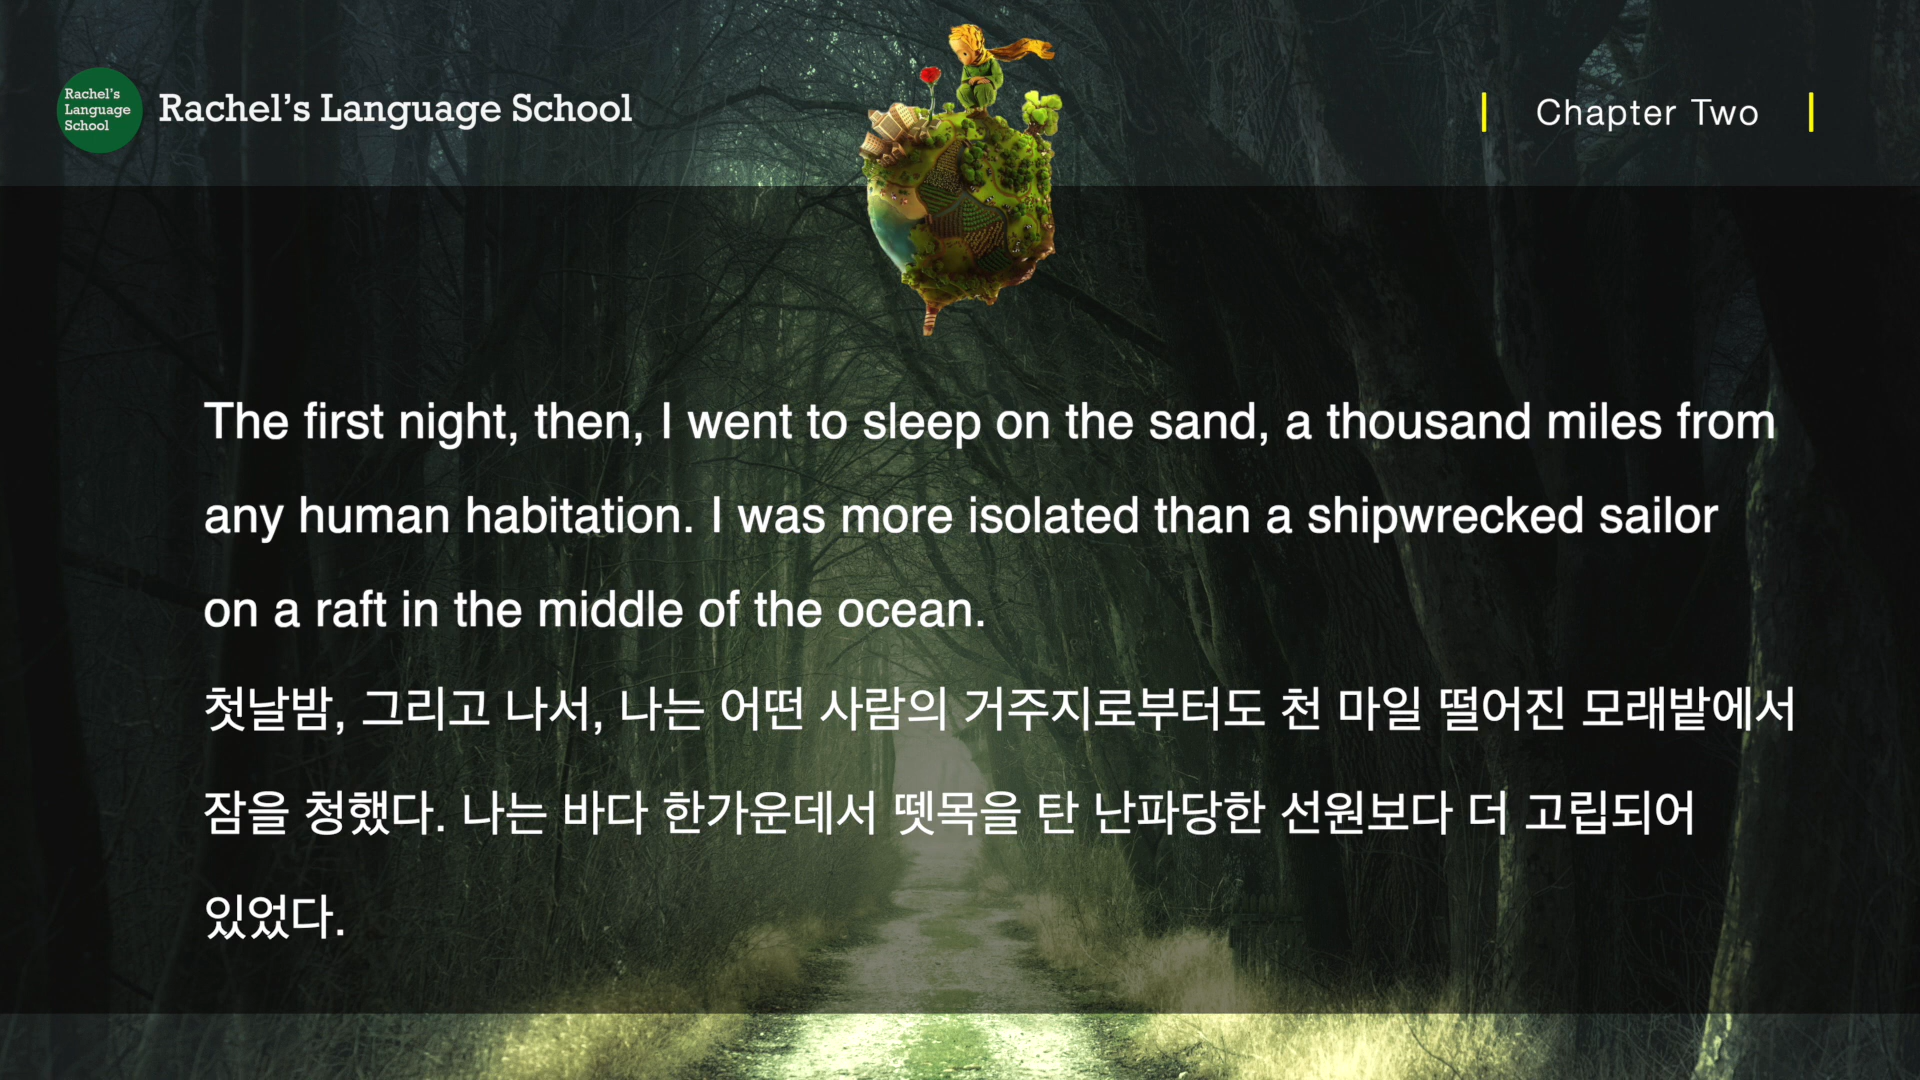 Rachel's
Language
School
Rachel's Language School
Chapter Two
The first night, then, I went to sleep on the sand, a thousand miles from
any human habitation. I was more isolated than a shipwrecked sailor
on a raft in the middle of the ocean.
첫날밤, 그리고 나서, 나는 어떤 사람의 거주지로부터도 천 마일 떨어진 모래밭에서
잠을 청했다. 나는 바다 한가운데서 뗏목을 탄 난파당한 선원보다 더 고립되어
있었다.